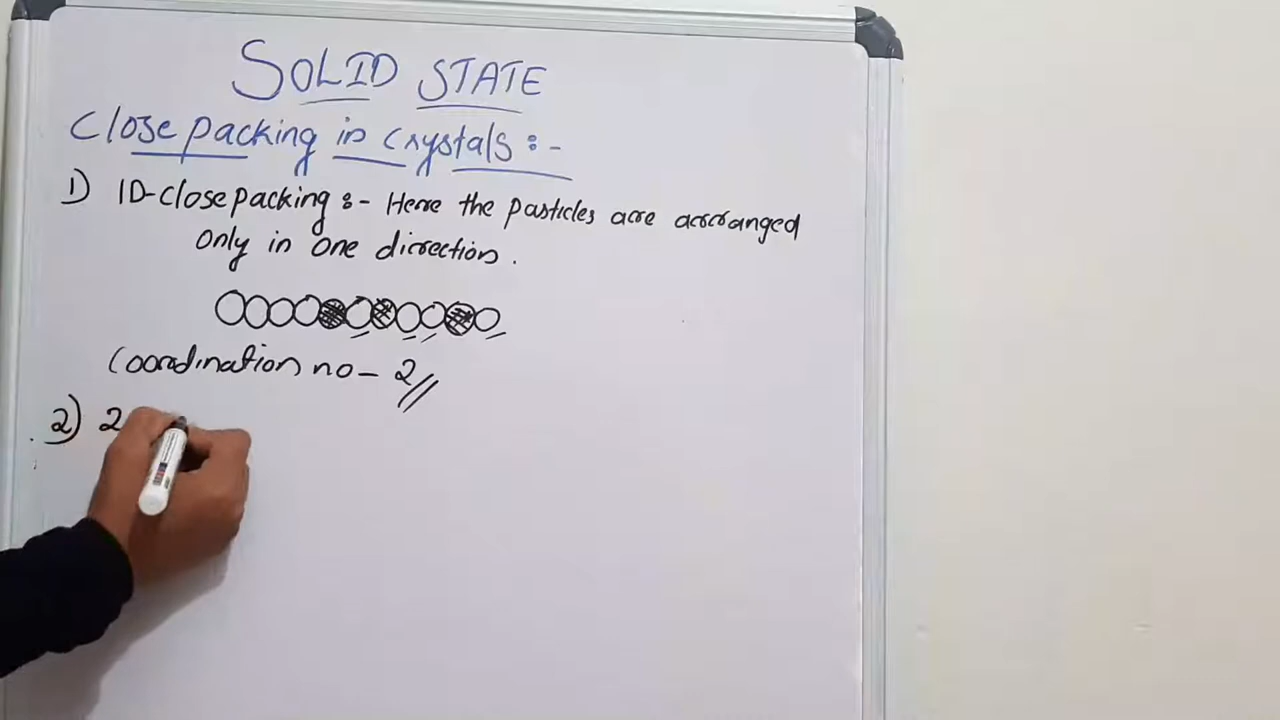 SOLID STATE
Close packing in crystals :-
1) 1D-close packing :- Here the particles are arranged
only in one direction.
Coordination no - 2
2) 2